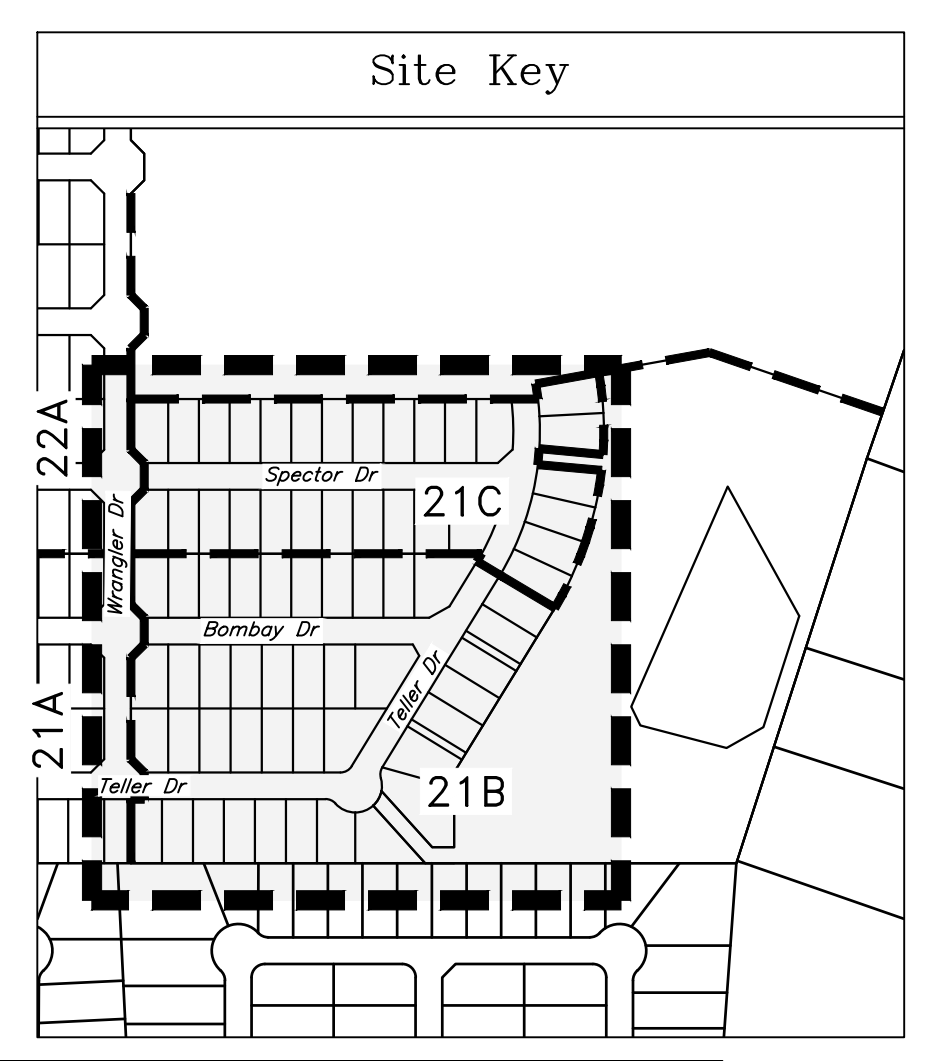 Site Key
22A
Spector Dr
21C
Wrangler Dr
Bombay Dr
Teller Dr
21A
Teller Dr
21B